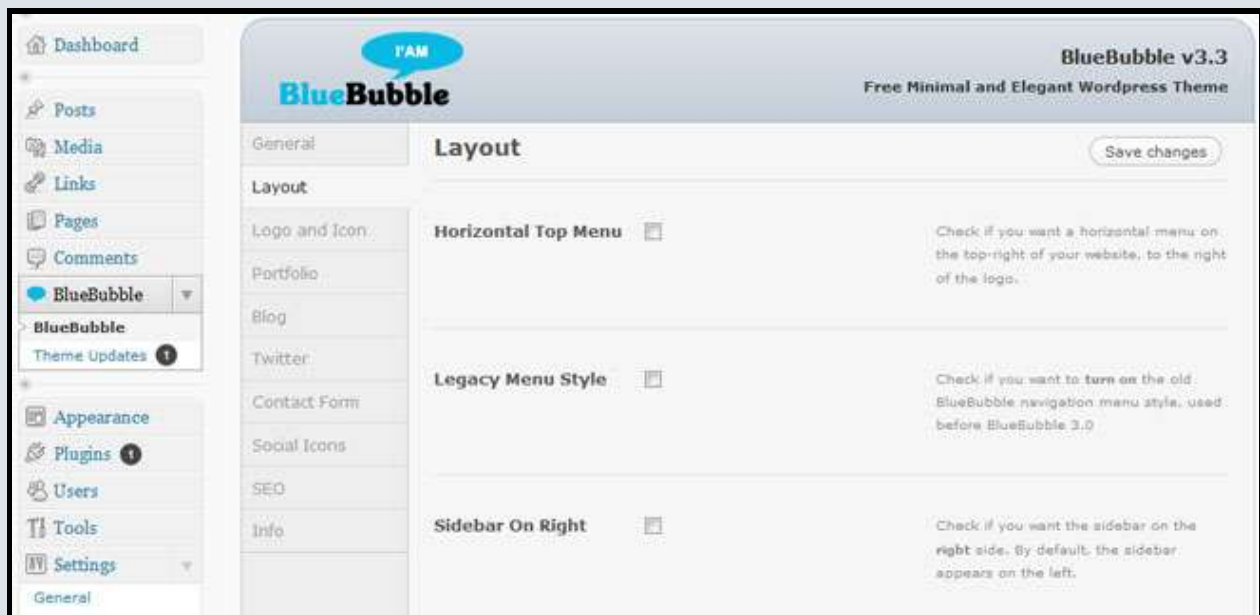 Dashboard
Posts
Media
Links
Pages
Comments
BlueBubble
BlueBubble
Theme Updates 1
Appearance
Plugins 1
Users
Tools
Settings
General
I'AM
BlueBubble
BlueBubble v3.3
Free Minimal and Elegant Wordpress Theme
General
Layout
Logo and Icon
Portfolio
Blog
Twitter
Contact Form
Social Icons
SEO
Info
Layout
Save changes
Horizontal Top Menu
Check if you want a horizontal menu on
the top-right of your website, to the right
of the logo.
Legacy Menu Style
Check if you want to turn on the old
BlueBubble navigation menu style, used
before BlueBubble 3.0
Sidebar On Right
Check if you want the sidebar on the
right side. By default, the sidebar
appears on the left.